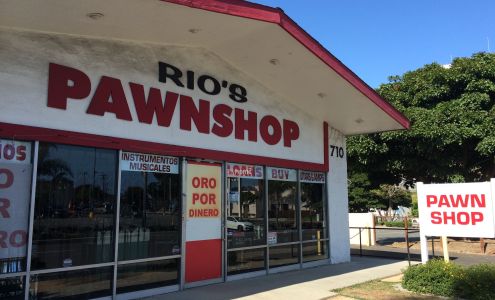 RIO'S
PAWNSHOP
710
INSTRUMENTOS
MUSICALES
ORO
POR
DINERO
BUY
PAWN
SHOP